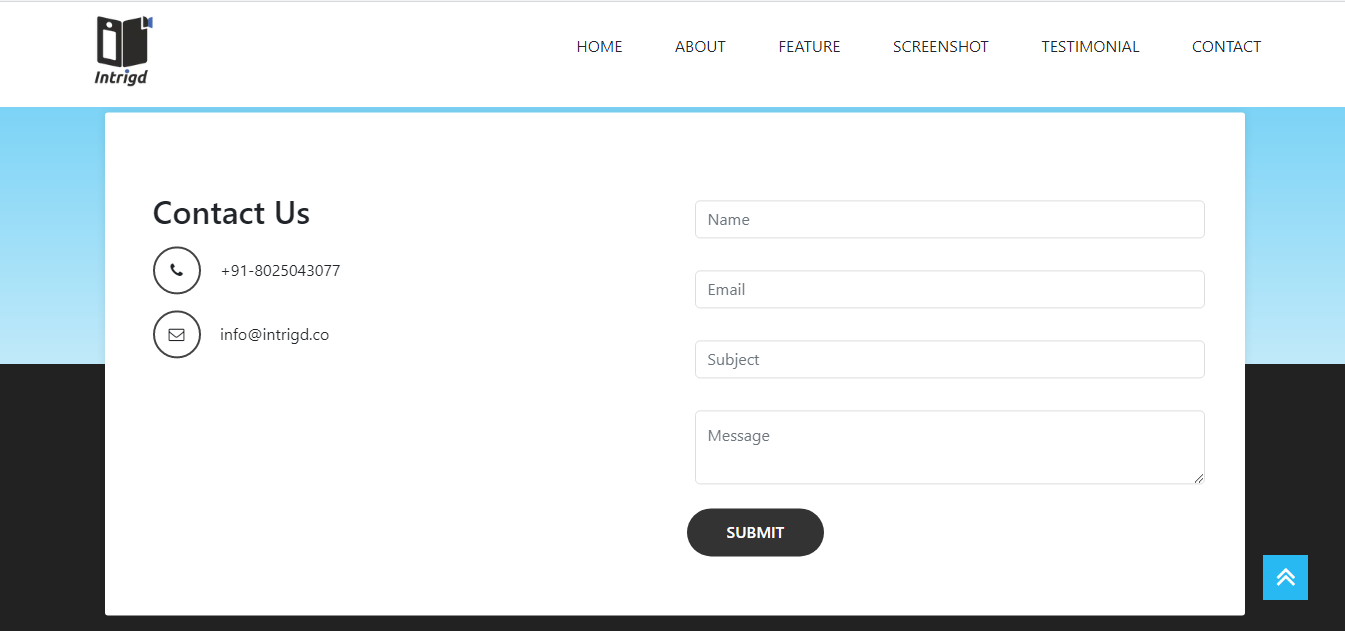 Intrigd
HOME ABOUT FEATURE SCREENSHOT TESTIMONIAL CONTACT
Contact Us
+91-8025043077
info@intrigd.co
Name
Email
Subject
Message
SUBMIT